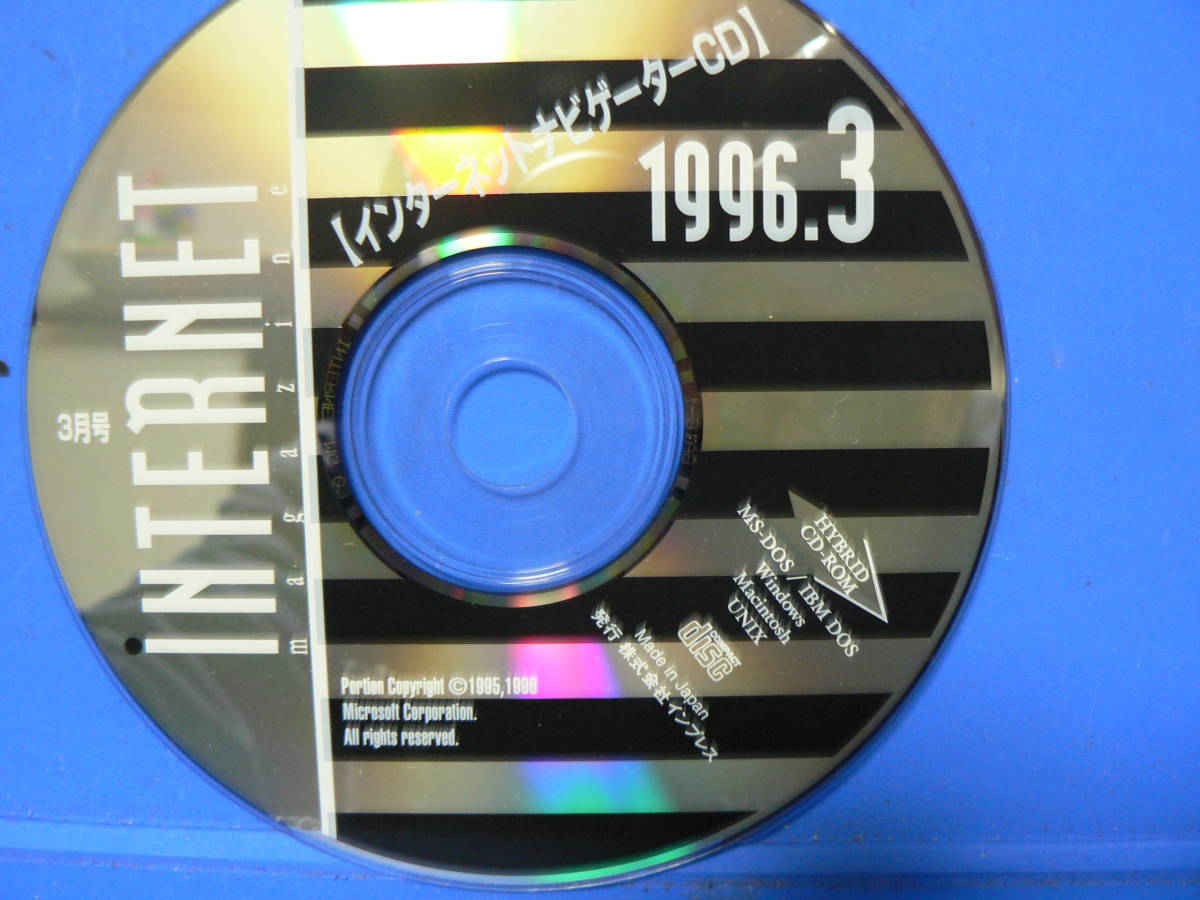 【インターネットナビゲーターCD】
1996.3
INTERNET
magazine
3月号
HYBRID
CD-ROM
MS-DOS / IBM DOS
Windows
Macintosh
UNIX
COMPACT
disc
Made in Japan
発行 株式会社インプレス
Portion Copyright ©1995,1996
Microsoft Corporation.
All rights reserved.